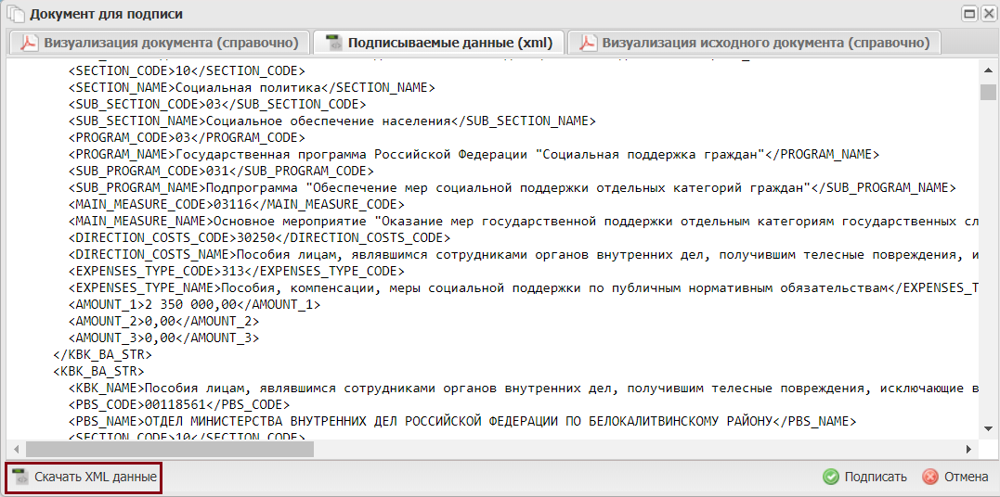 Документ для подписи
Визуализация документа (справочно) Подписываемые данные (xml) Визуализация исходного документа (справочно)
<SECTION_CODE>10</SECTION_CODE>
<SECTION_NAME>Социальная политика</SECTION_NAME>
<SUB_SECTION_CODE>03</SUB_SECTION_CODE>
<SUB_SECTION_NAME>Социальное обеспечение населения</SUB_SECTION_NAME>
<PROGRAM_CODE>03</PROGRAM_CODE>
<PROGRAM_NAME>Государственная программа Российской Федерации "Социальная поддержка граждан"</PROGRAM_NAME>
<SUB_PROGRAM_CODE>031</SUB_PROGRAM_CODE>
<SUB_PROGRAM_NAME>Подпрограмма "Обеспечение мер социальной поддержки отдельных категорий граждан"</SUB_PROGRAM_NAME>
<MAIN_MEASURE_CODE>03116</MAIN_MEASURE_CODE>
<MAIN_MEASURE_NAME>Основное мероприятие "Оказание мер государственной поддержки отдельным категориям государственных сл
<DIRECTION_COSTS_CODE>30250</DIRECTION_COSTS_CODE>
<DIRECTION_COSTS_NAME>Пособия лицам, являвшимся сотрудниками органов внутренних дел, получившим телесные повреждения, и
<EXPENSES_TYPE_CODE>313</EXPENSES_TYPE_CODE>
<EXPENSES_TYPE_NAME>Пособия, компенсации, меры социальной поддержки по публичным нормативным обязательствам</EXPENSES_T
<AMOUNT_1>2 350 000,00</AMOUNT_1>
<AMOUNT_2>0,00</AMOUNT_2>
<AMOUNT_3>0,00</AMOUNT_3>
</KBK_BA_STR>
<KBK_BA_STR>
<KBK_NAME>Пособия лицам, являвшимся сотрудниками органов внутренних дел, получившим телесные повреждения, исключающие в
<PBS_CODE>00118561</PBS_CODE>
<PBS_NAME>ОТДЕЛ МИНИСТЕРСТВА ВНУТРЕННИХ ДЕЛ РОССИЙСКОЙ ФЕДЕРАЦИИ ПО БЕЛОКАЛИТВИНСКОМУ РАЙОНУ</PBS_NAME>
<SECTION_CODE>10</SECTION_CODE>
Скачать XML данные Подписать Отмена